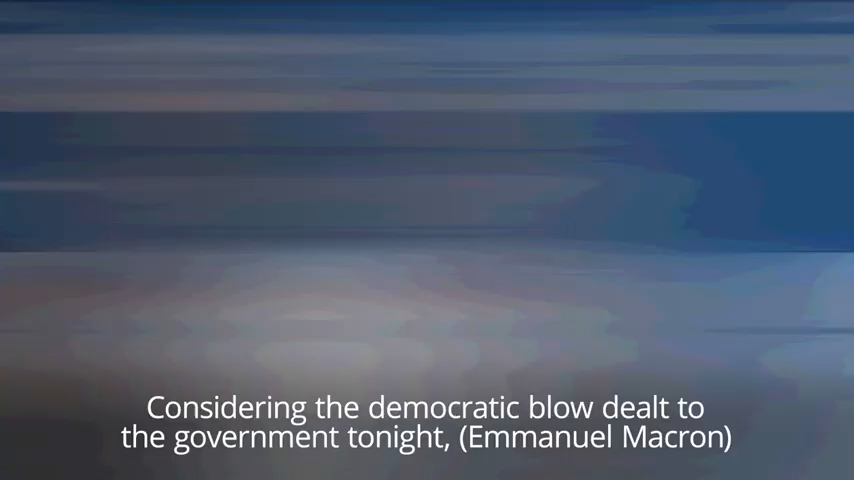 Considering the democratic blow dealt to
the government tonight, (Emmanuel Macron)